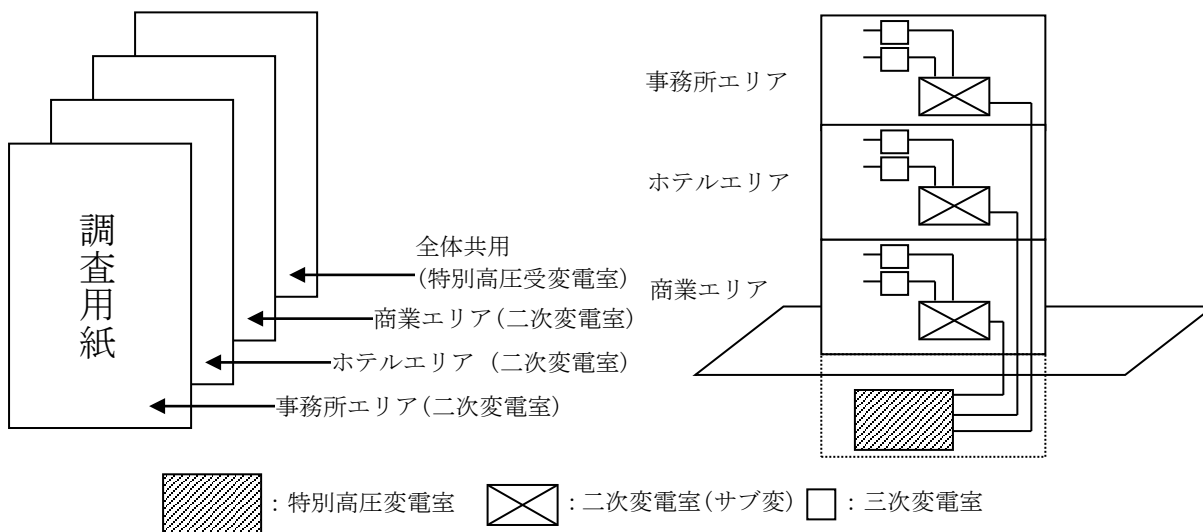 調査用紙
全体共用
(特別高圧受変電室)
商業エリア(二次変電室)
ホテルエリア (二次変電室)
事務所エリア(二次変電室)
事務所エリア
ホテルエリア
商業エリア
：特別高圧変電室
：二次変電室(サブ変)
：三次変電室